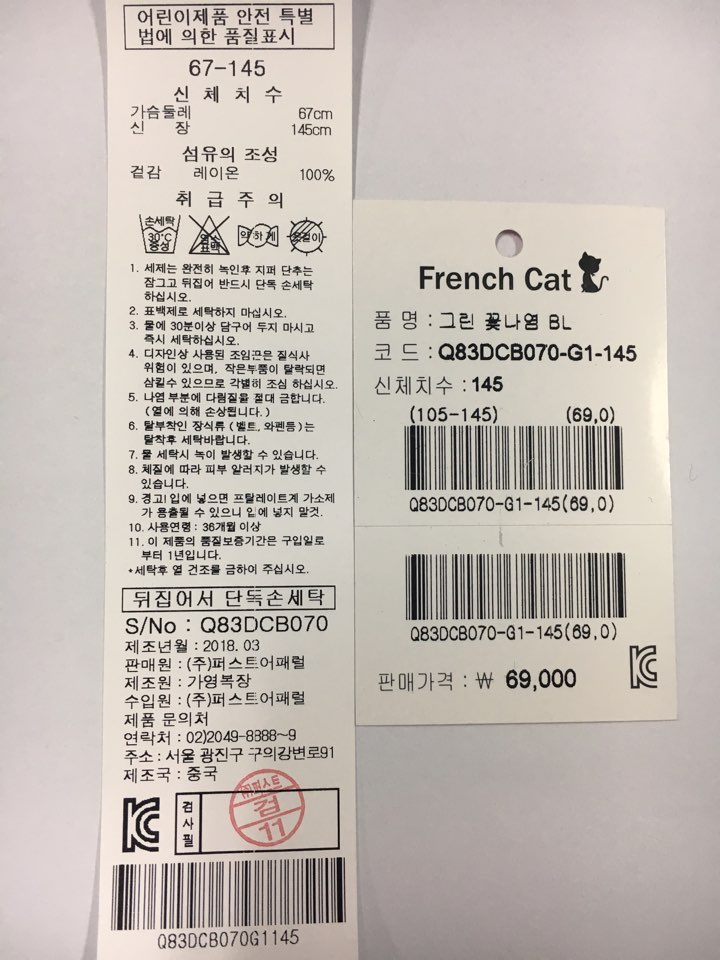 어린이제품 안전 특별
법에 의한 품질표시
67-145
신 체 치 수
가슴둘레 67cm
신 장 145cm
섬유의 조성
겉감 레이온 100%
취 급 주 의
손세탁
30°C
중성
염소
표백
약하게
옷걸이
1. 세제는 완전히 녹인후 지퍼 단추는
잠그고 뒤집어 반드시 단독 손세탁
하십시오.
2. 표백제로 세탁하지 마십시오.
3. 물에 30분이상 담구어 두지 마시고
즉시 세탁하십시오.
4. 디자인상 사용된 조임끈은 질식사
위험이 있으며, 작은부품이 탈락되면
삼킬수 있으므로 각별히 조심 하십시오.
5. 나염 부분에 다림질을 절대 금합니다.
(열에 의해 손상됩니다.)
6. 탈부착인 장식류(벨트, 와펜등)는
탈착후 세탁바랍니다.
7. 물 세탁시 녹이 발생할 수 있습니다.
8. 체질에 따라 피부 알러지가 발생할 수
있습니다.
9. 경고! 입에 넣으면 프탈레이트계 가소제
가 용출될 수 있으니 입에 넣지 말것.
10. 사용연령 : 36개월 이상
11. 이 제품의 품질보증기간은 구입일로
부터 1년입니다.
*세탁후 열 건조를 금하여 주십시오.
뒤집어서 단독손세탁
S/No : Q83DCB070
제조년월 : 2018. 03
판매원 : (주)퍼스트어패럴
제조원 : 가영복장
수입원 : (주)퍼스트어패럴
제품 문의처
연락처 : 02)2049-8888~9
주소 : 서울 광진구 구의강변로91
제조국 : 중국
KC
검사필
㈜퍼스트
검
11
Q83DCB070G1145
French Cat
품 명 : 그린 꽃나염 BL
코 드 : Q83DCB070-G1-145
신체치수 : 145
(105-145) (69,0)
Q83DCB070-G1-145(69,0)
Q83DCB070-G1-145(69,0)
판매가격 : ₩ 69,000
KC